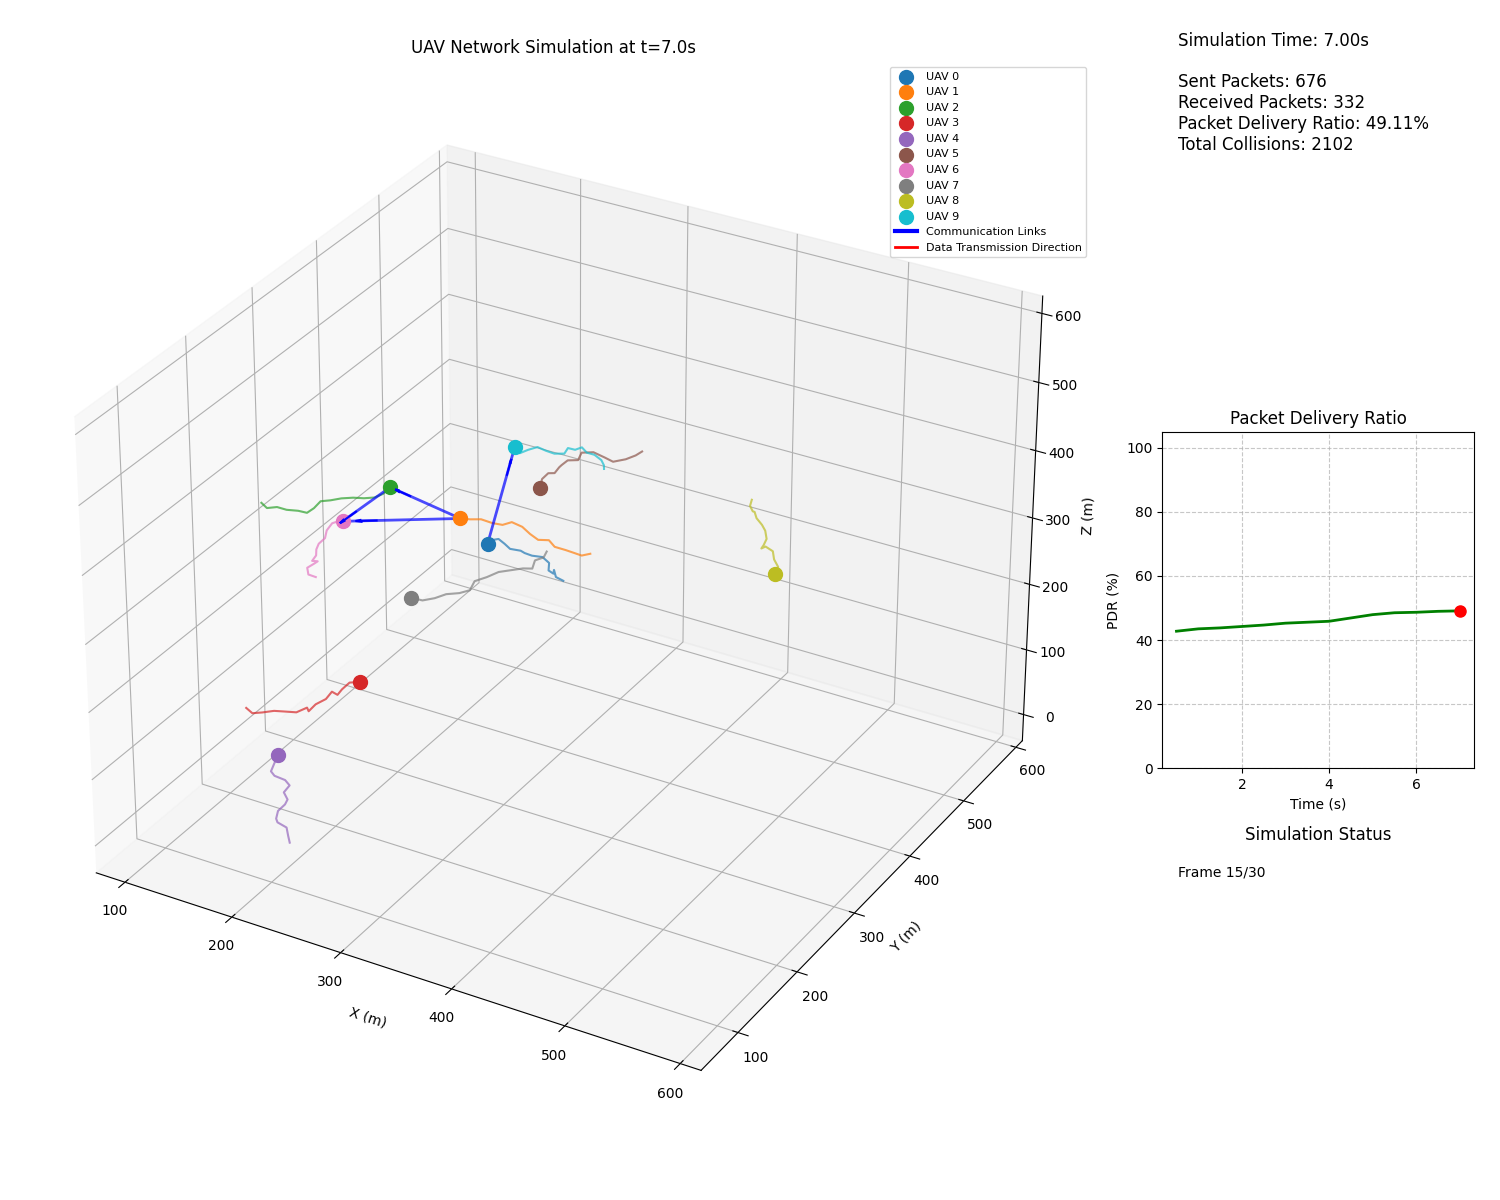 UAV Network Simulation at t=7.0s
UAV 0
UAV 1
UAV 2
UAV 3
UAV 4
UAV 5
UAV 6
UAV 7
UAV 8
UAV 9
Communication Links
Data Transmission Direction
600
500
400
300
200
100
0
Z (m)
100
200
300
400
500
600
X (m)
100
200
300
400
500
600
Y (m)
Simulation Time: 7.00s
Sent Packets: 676
Received Packets: 332
Packet Delivery Ratio: 49.11%
Total Collisions: 2102
Packet Delivery Ratio
100
80
60
40
20
0
PDR (%)
2
4
6
Time (s)
Simulation Status
Frame 15/30